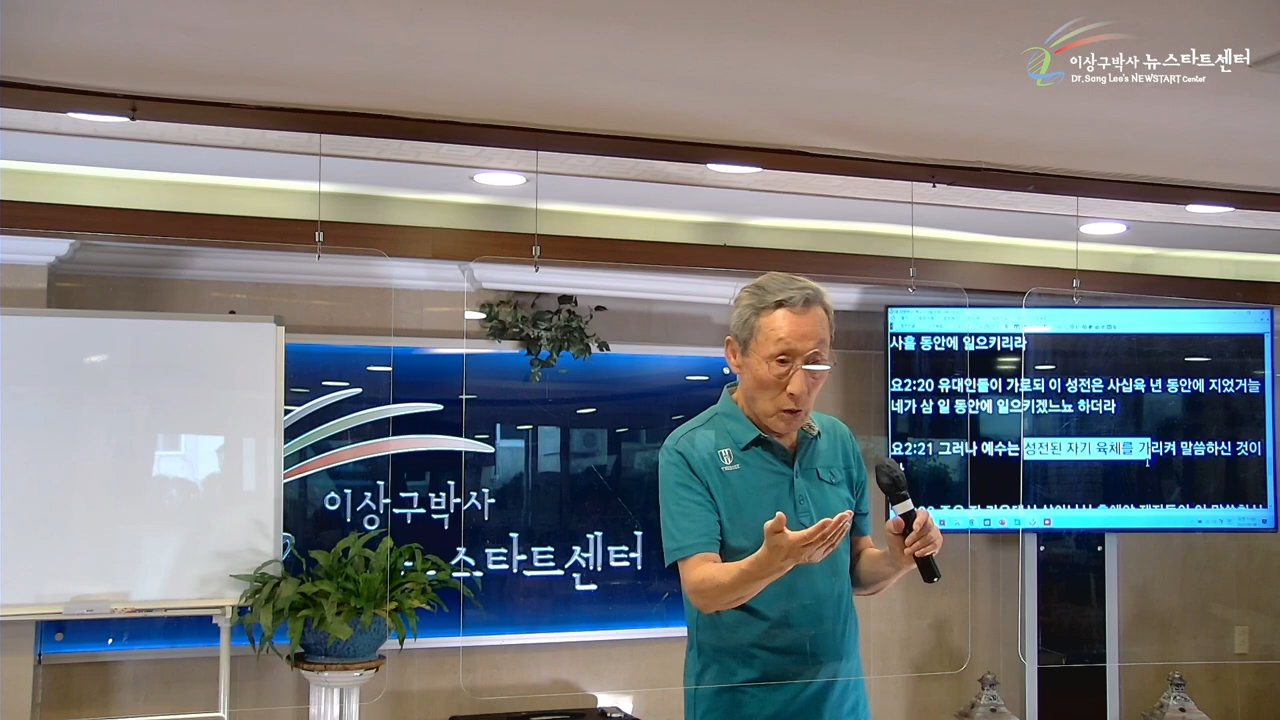 이상구박사 뉴스타트센터
Dr. Sang Lee's NEWSTART Center
사흘 동안에 일으키리라
요2:20 유대인들이 가로되 이 성전은 사십육 년 동안에 지었거늘
네가 삼 일 동안에 일으키겠느뇨 하더라
요2:21 그러나 예수는 성전된 자기 육체를 가리켜 말씀하신 것이
이상구박사
스타트센터